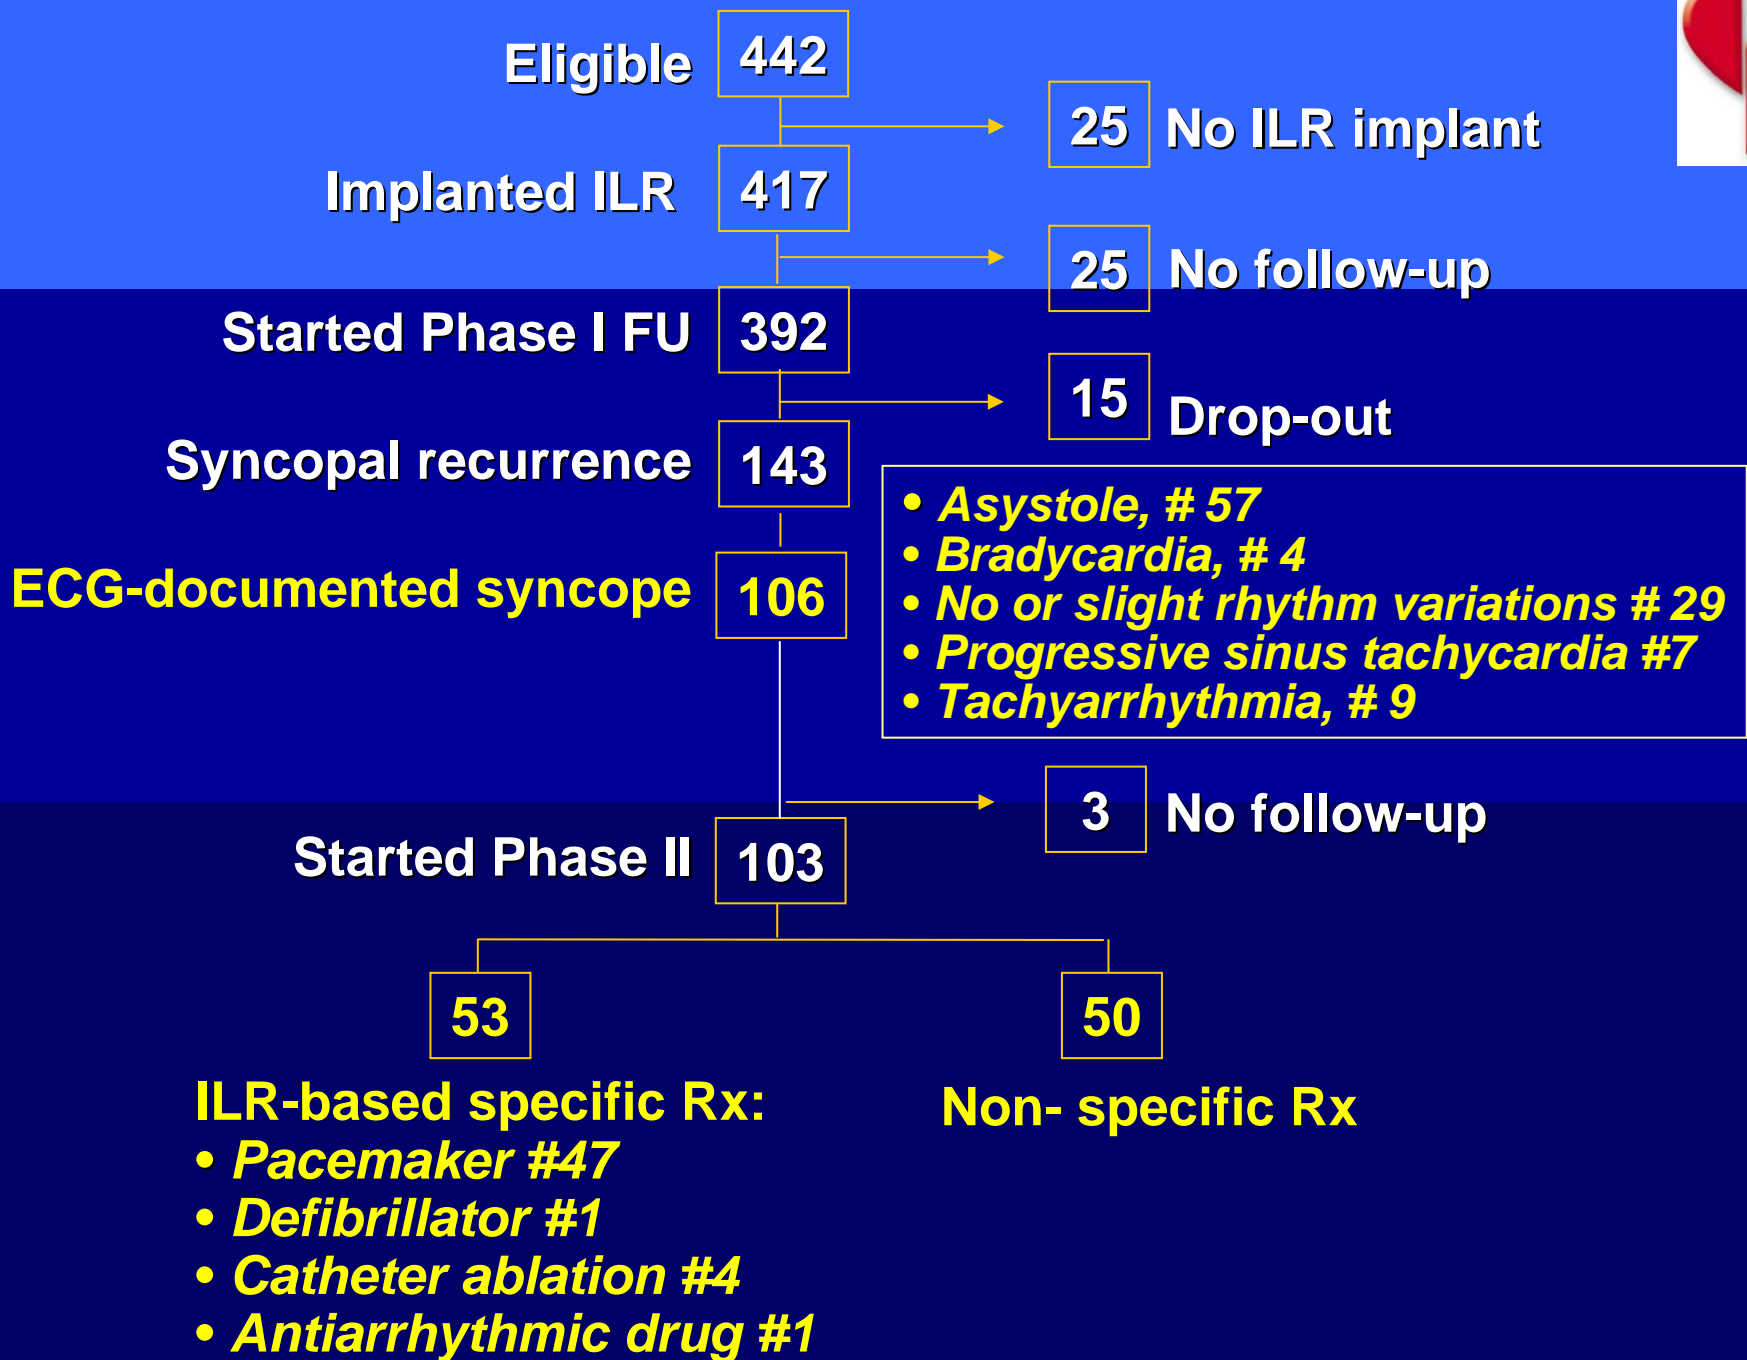 Eligible 442
25 No ILR implant
Implanted ILR 417
25 No follow-up
Started Phase I FU 392
15 Drop-out
Syncopal recurrence 143
• Asystole, # 57
• Bradycardia, # 4
• No or slight rhythm variations # 29
• Progressive sinus tachycardia #7
• Tachyarrhythmia, # 9
ECG-documented syncope 106
3 No follow-up
Started Phase II 103
53
ILR-based specific Rx:
• Pacemaker #47
• Defibrillator #1
• Catheter ablation #4
• Antiarrhythmic drug #1
50
Non- specific Rx